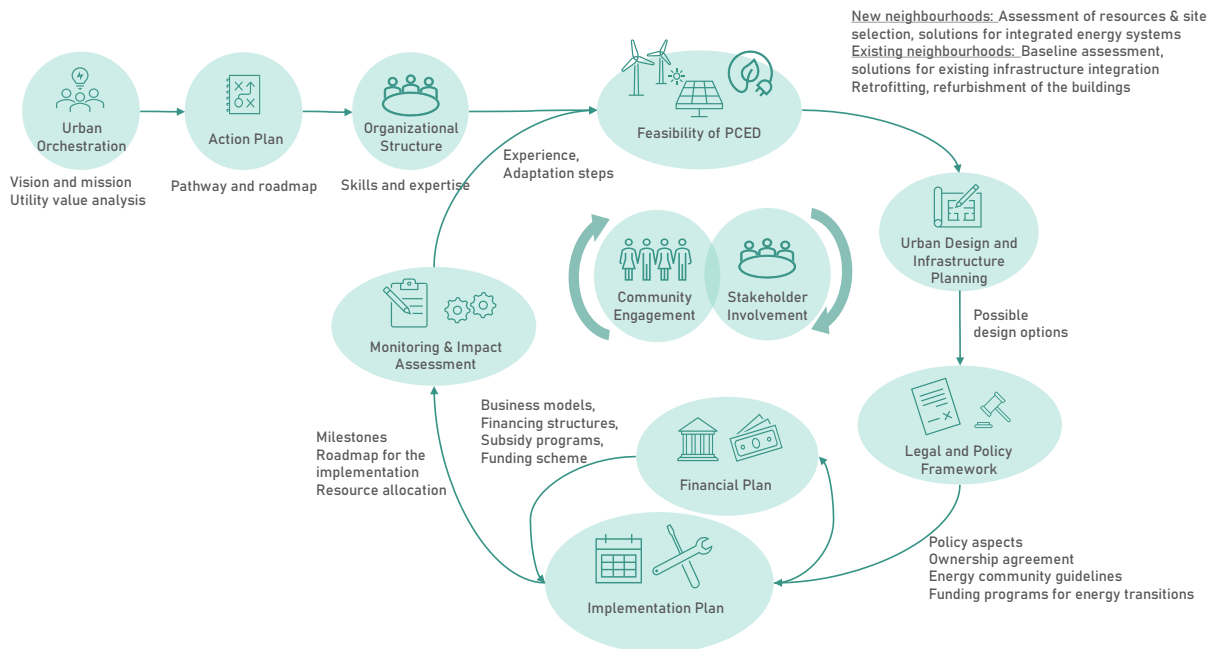 New neighbourhoods: Assessment of resources & site
selection, solutions for integrated energy systems
Existing neighbourhoods: Baseline assessment,
solutions for existing infrastructure integration
Retrofitting, refurbishment of the buildings
Urban
Orchestration
Vision and mission
Utility value analysis
Action Plan
Pathway and roadmap
Organizational
Structure
Skills and expertise
Feasibility of PCED
Experience,
Adaptation steps
Urban Design and
Infrastructure
Planning
Possible
design options
Community
Engagement
Stakeholder
Involvement
Monitoring & Impact
Assessment
Legal and Policy
Framework
Business models,
Financing structures,
Subsidy programs,
Funding scheme
Financial Plan
Milestones
Roadmap for the
implementation
Resource allocation
Policy aspects
Ownership agreement
Energy community guidelines
Funding programs for energy transitions
Implementation Plan